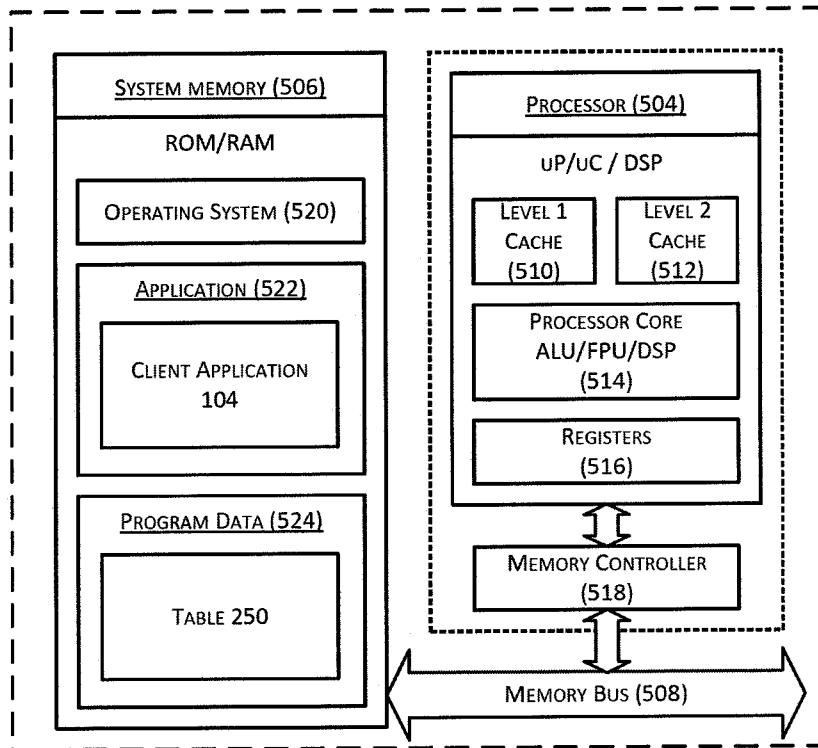 SYSTEM MEMORY (506)
ROM/RAM
OPERATING SYSTEM (520)
APPLICATION (522)
CLIENT APPLICATION
104
PROGRAM DATA (524)
TABLE 250
PROCESSOR (504)
uP/uC / DSP
LEVEL 1
CACHE
(510)
LEVEL 2
CACHE
(512)
PROCESSOR CORE
ALU/FPU/DSP
(514)
REGISTERS
(516)
MEMORY CONTROLLER
(518)
MEMORY BUS (508)